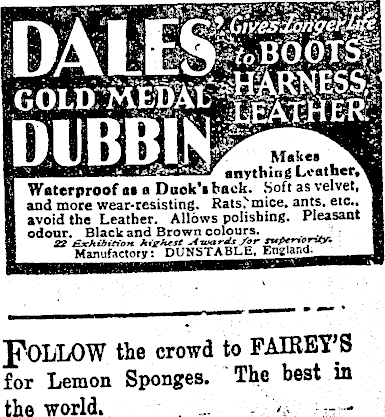 DALES'
GOLD MEDAL
DUBBIN
Gives Longer Life
to BOOTS
HARNESS
LEATHER
Makes
anything Leather,
Waterproof as a Duck's back. Soft as velvet,
and more wear-resisting. Rats, mice, ants, etc.,
avoid the Leather. Allows polishing. Pleasant
odour. Black and Brown colours.
22 Exhibition highest Awards for superiority.
Manufactory: DUNSTABLE, England.
FOLLOW the crowd to FAIREY'S
for Lemon Sponges. The best in
the world.